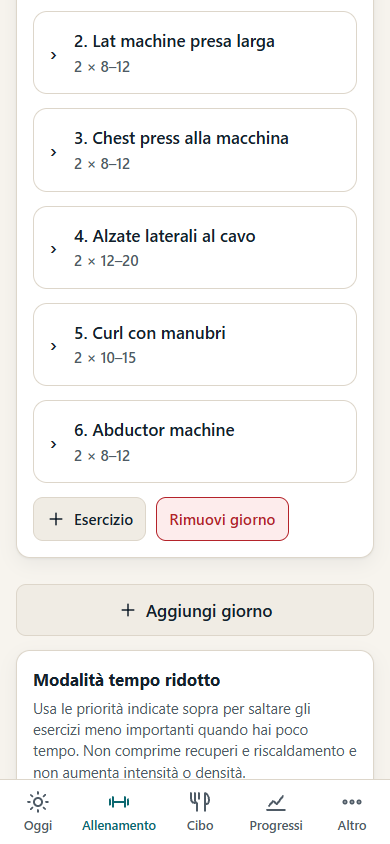 2. Lat machine presa larga
2 × 8–12
3. Chest press alla macchina
2 × 8–12
4. Alzate laterali al cavo
2 × 12–20
5. Curl con manubri
2 × 10–15
6. Abductor machine
2 × 8–12
+ Esercizio
Rimuovi giorno
+ Aggiungi giorno
Modalità tempo ridotto
Usa le priorità indicate sopra per saltare gli
esercizi meno importanti quando hai poco
tempo. Non comprime recuperi e riscaldamento e
non aumenta intensità o densità.
Oggi
Allenamento
Cibo
Progressi
Altro